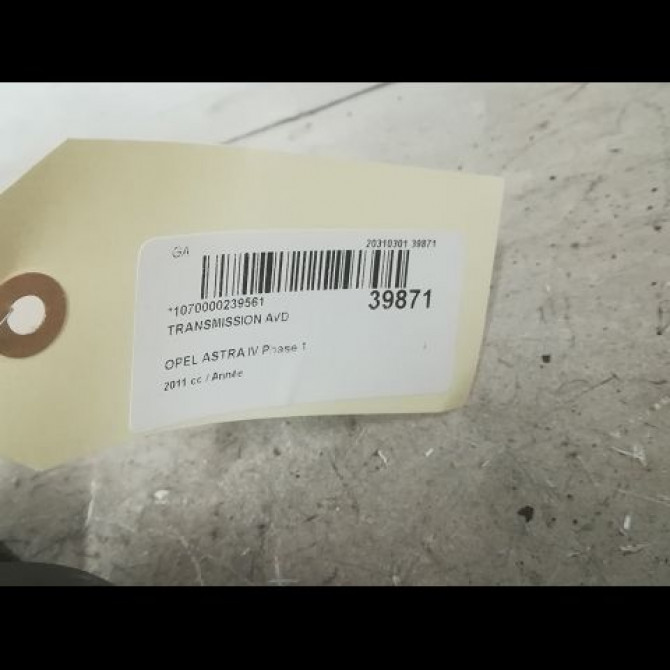 GA 20310301 39871
*1070000239561 39871
TRANSMISSION AVD
OPEL ASTRA IV Phase 1
2011 cc / Année